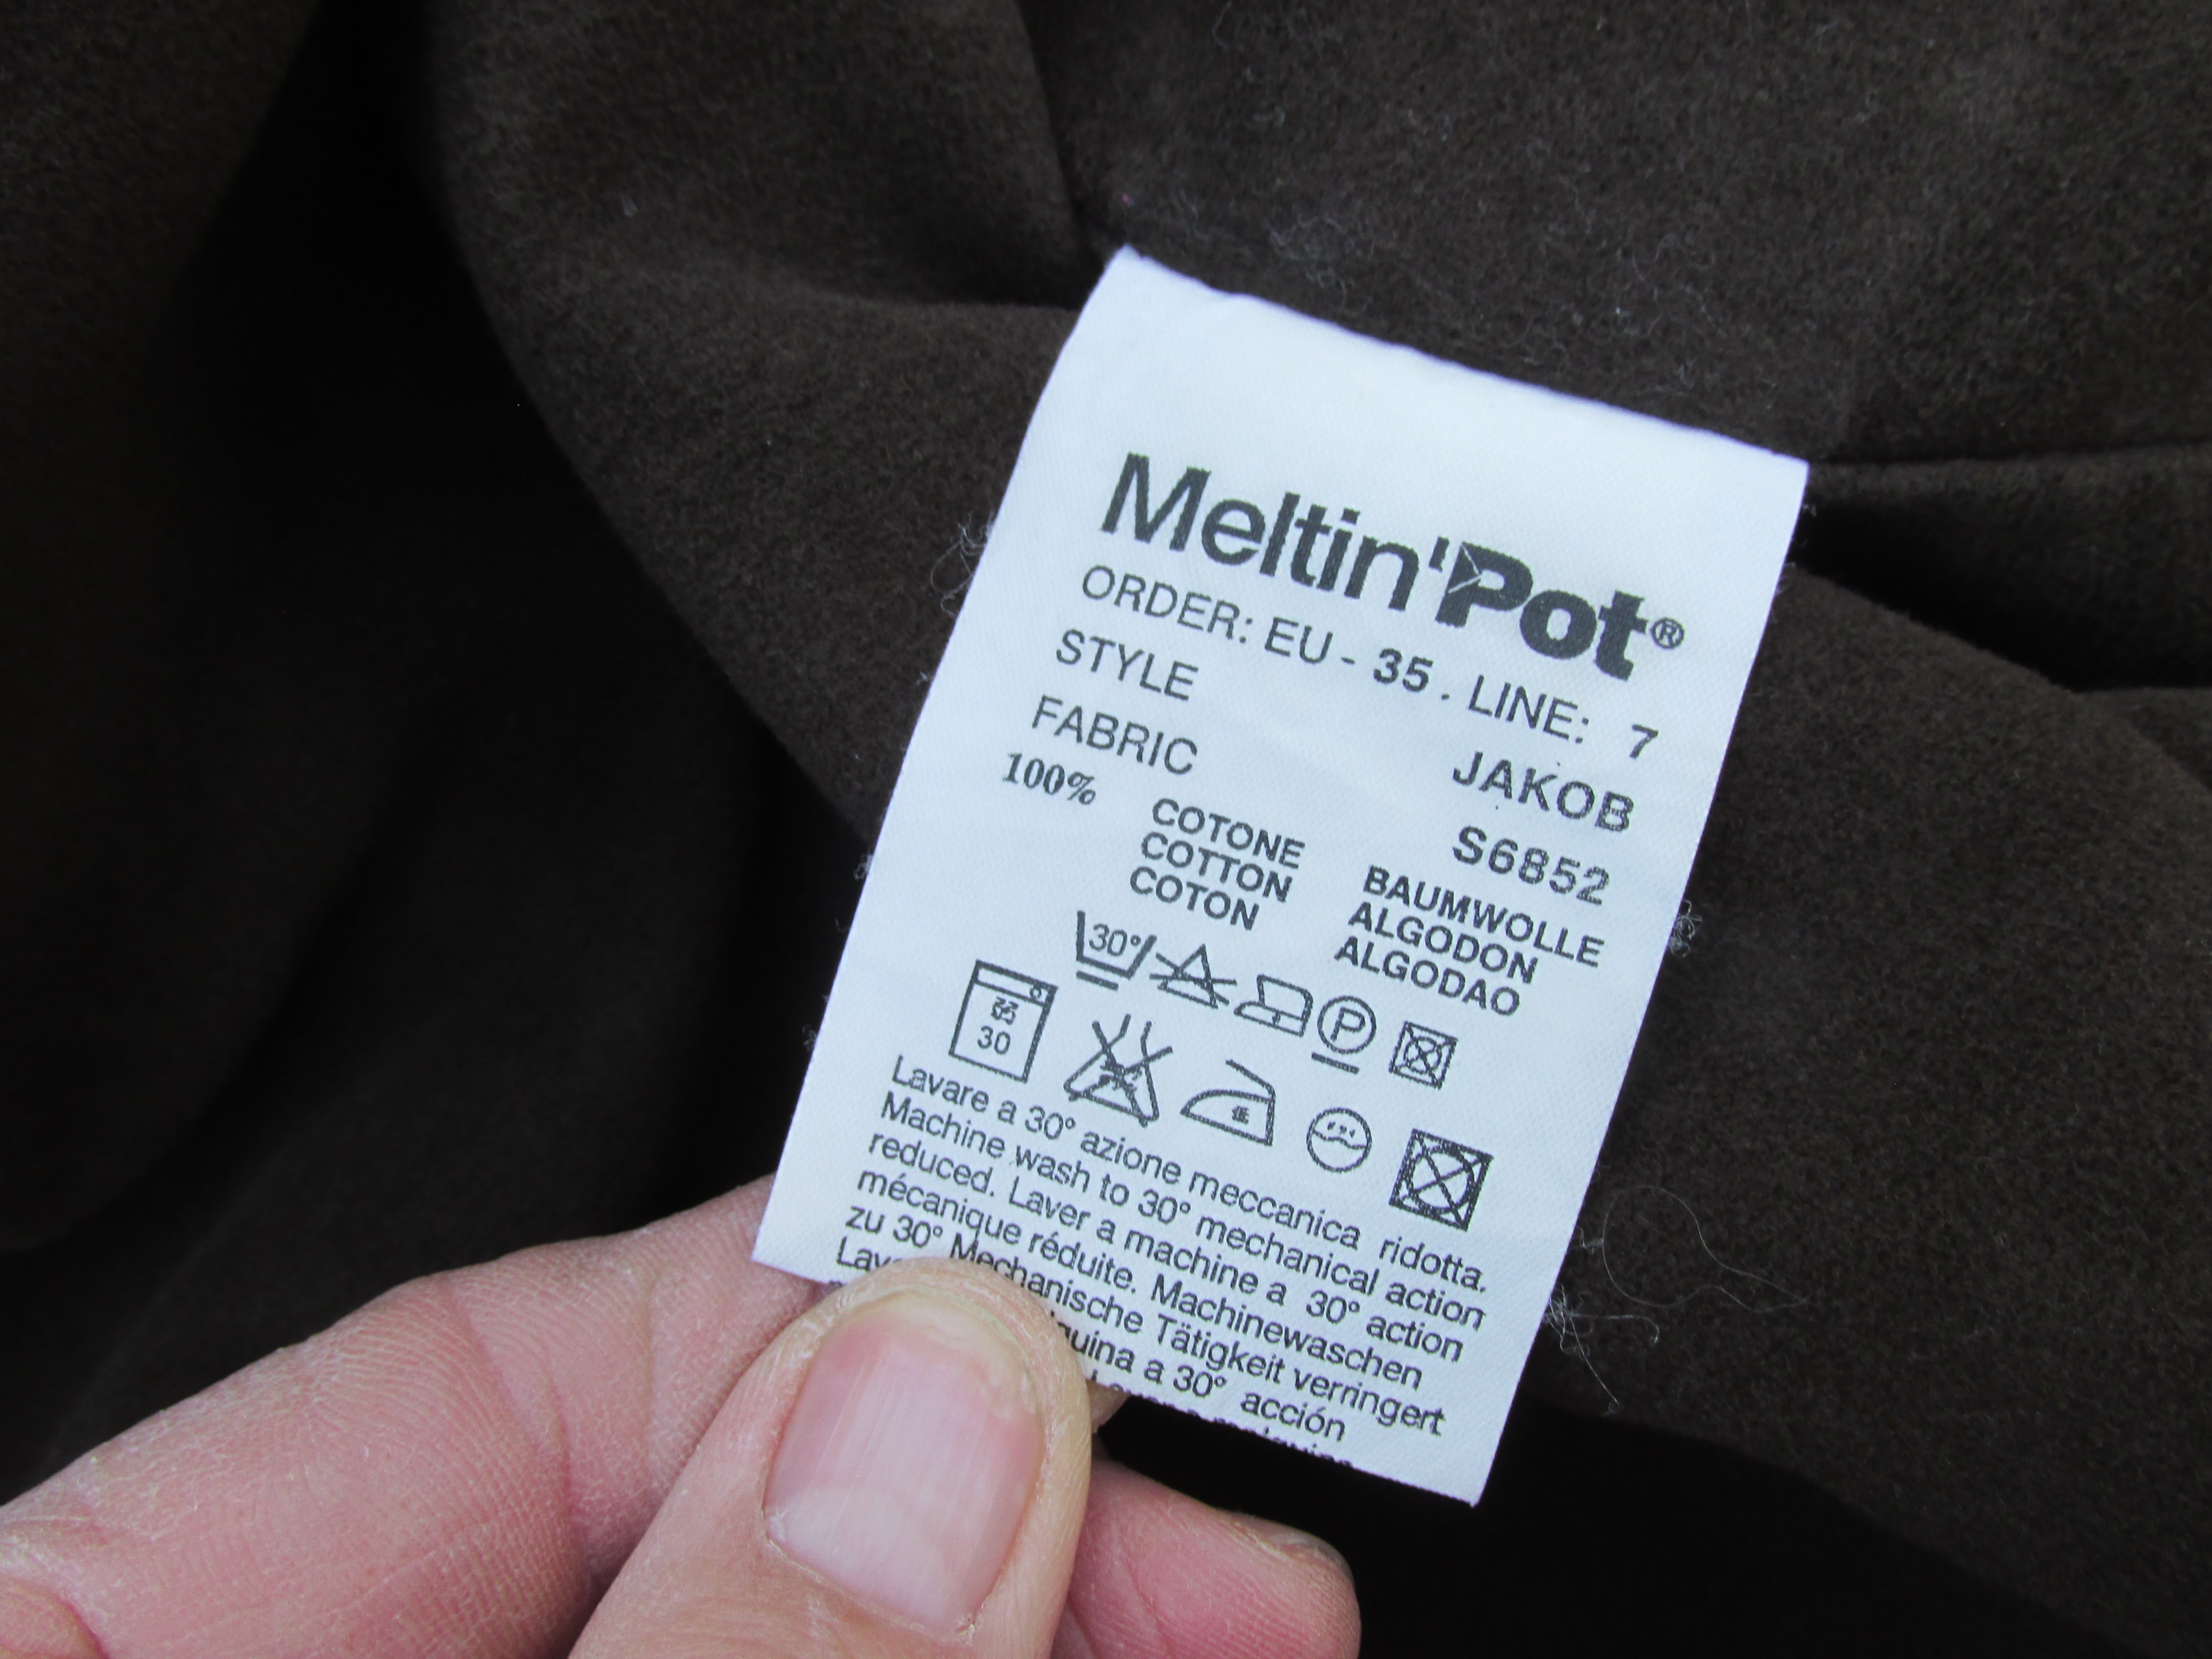 Meltin'Pot®
ORDER: EU - 35. LINE: 7
STYLE JAKOB
FABRIC S6852
100% COTONE BAUMWOLLE
COTTON ALGODON
COTON ALGODAO
30° P
30
Lavare a 30° azione meccanica ridotta.
Machine wash to 30° mechanical action
reduced. Laver a machine a 30° action
mécanique réduite. Machinewaschen
zu 30° Mechanische Tätigkeit verringert
a 30° acción